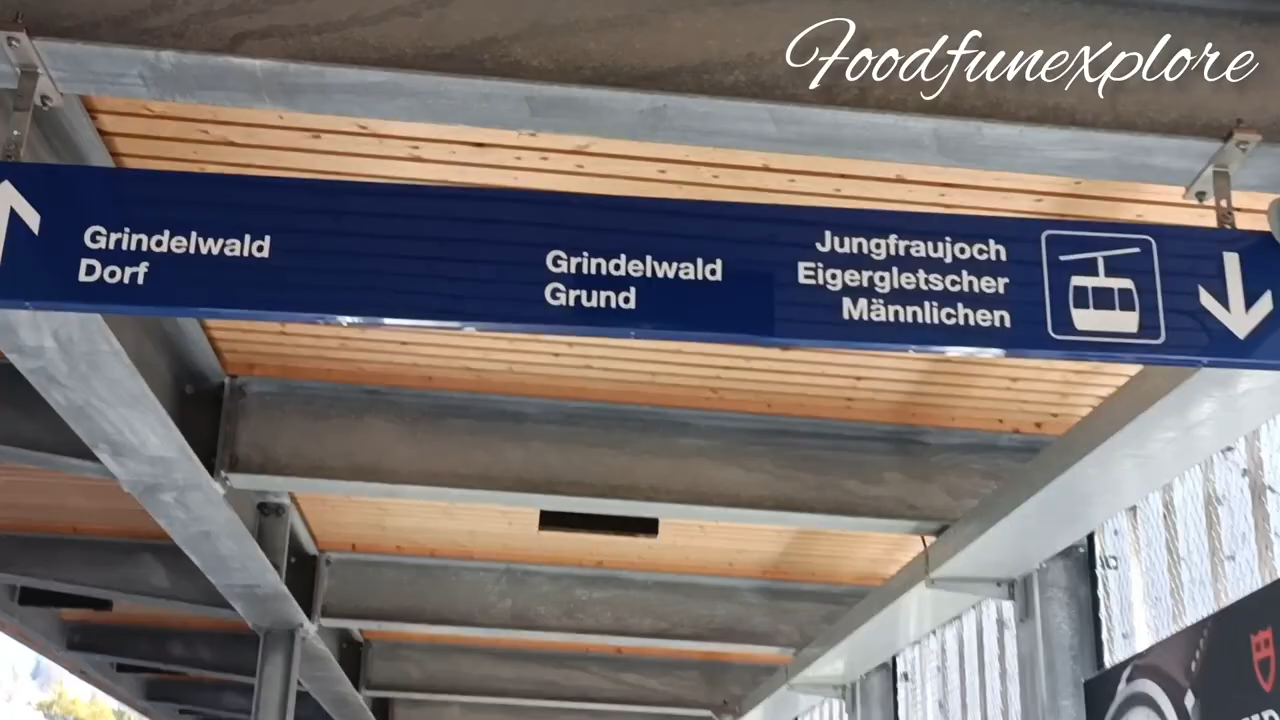 Foodfunexplore
Grindelwald
Dorf
Grindelwald
Grund
Jungfraujoch
Eigergletscher
Männlichen